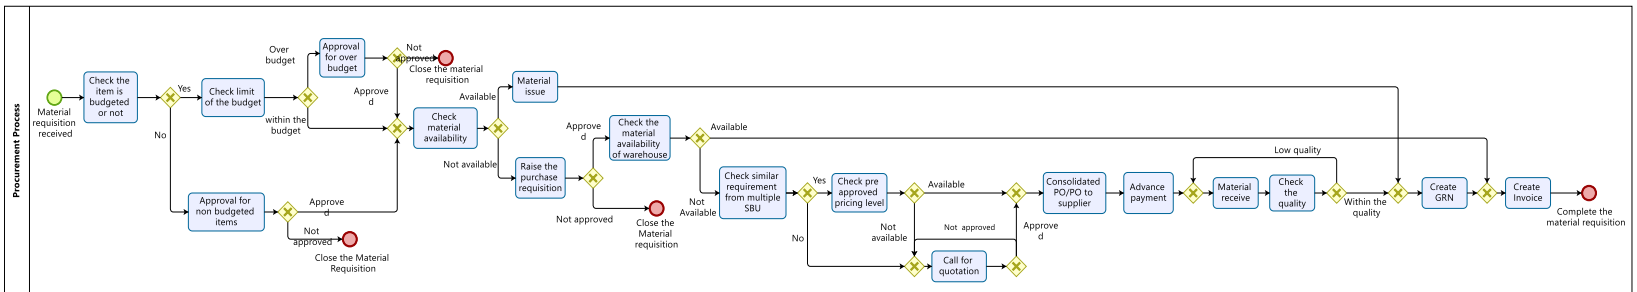 Procurement Process
Material
requisition
received
Check the
item is
budgeted
or not
Yes
No
Check limit
of the budget
Over
budget
within the
budget
Approval
for over
budget
Not
approved
Close the material
requisition
Approve
d
Approval for
non budgeted
items
Approve
d
Not
approved
Close the Material
Requisition
Check
material
availability
Available
Not available
Material
issue
Raise the
purchase
requisition
Approve
d
Not approved
Close the
Material
requisition
Check the
material
availability
of warehouse
Available
Not
Available
Check similar
requirement
from multiple
SBU
Yes
No
Check pre
approved
pricing level
Available
Not
available
Not approved
Call for
quotation
Approve
d
Consolidated
PO/PO to
supplier
Advance
payment
Low quality
Material
receive
Check
the
quality
Within the
quality
Create
GRN
Create
Invoice
Complete the
material requisition